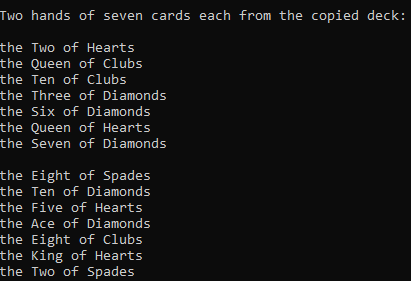 Two hands of seven cards each from the copied deck:
the Two of Hearts
the Queen of Clubs
the Ten of Clubs
the Three of Diamonds
the Six of Diamonds
the Queen of Hearts
the Seven of Diamonds
the Eight of Spades
the Ten of Diamonds
the Five of Hearts
the Ace of Diamonds
the Eight of Clubs
the King of Hearts
the Two of Spades